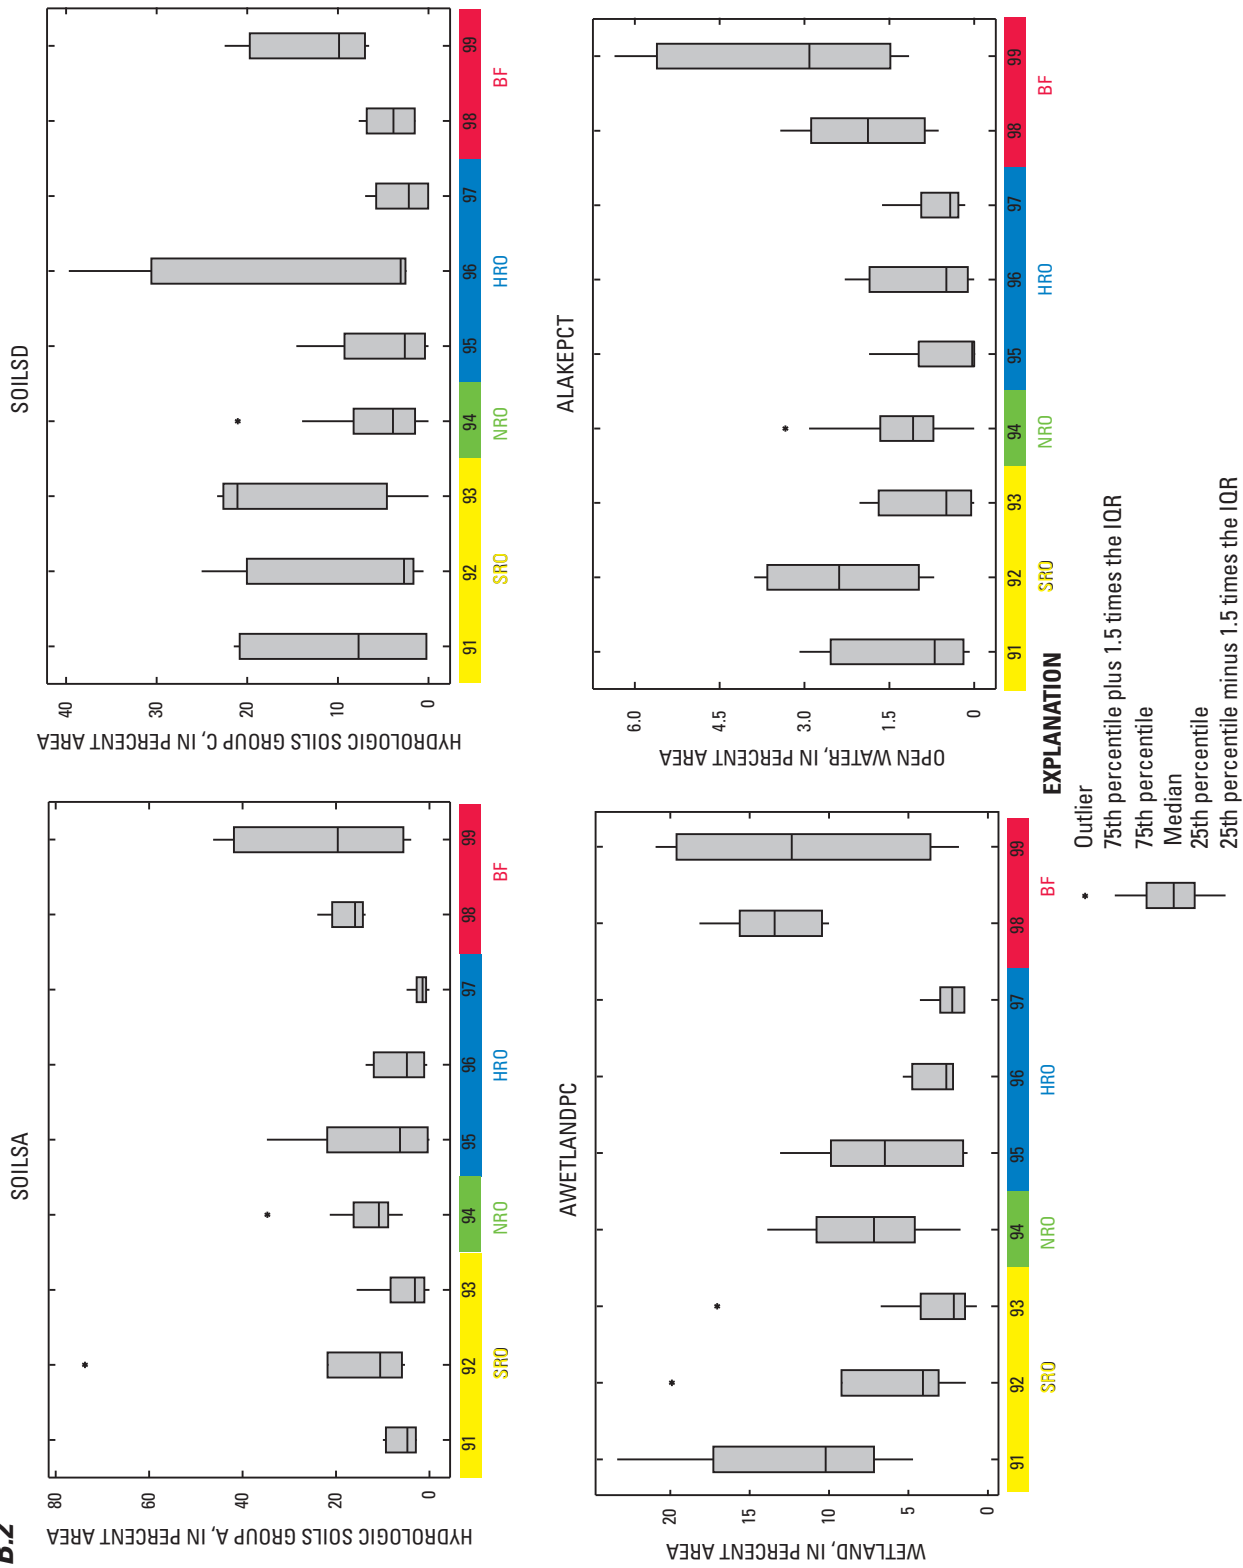 B.2
SOILSA
HYDROLOGIC SOILS GROUP A, IN PERCENT AREA
80
60
40
20
0
91 92 93 94 95 96 97 98 99
SRO NRO HRO BF
SOILSD
HYDROLOGIC SOILS GROUP C, IN PERCENT AREA
40
30
20
10
0
91 92 93 94 95 96 97 98 99
SRO NRO HRO BF
AWETLANDPC
WETLAND, IN PERCENT AREA
20
15
10
5
0
91 92 93 94 95 96 97 98 99
SRO NRO HRO BF
ALAKEPCT
OPEN WATER, IN PERCENT AREA
6.0
4.5
3.0
1.5
0
91 92 93 94 95 96 97 98 99
SRO NRO HRO BF
EXPLANATION
* Outlier
75th percentile plus 1.5 times the IQR
75th percentile
Median
25th percentile
25th percentile minus 1.5 times the IQR